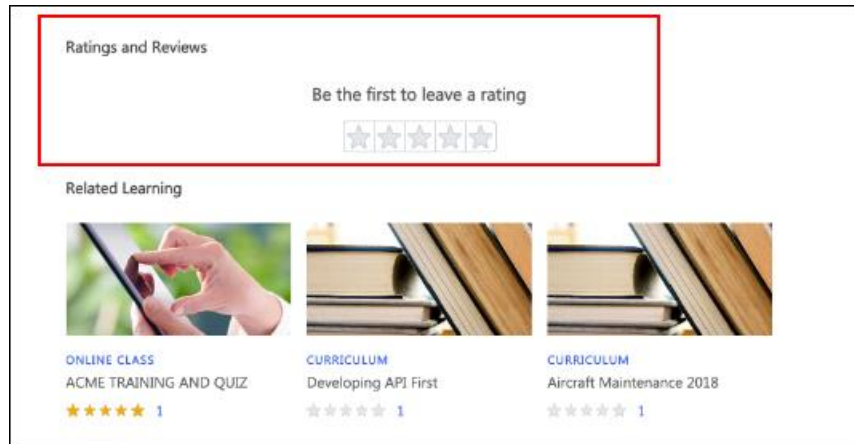 Ratings and Reviews
Be the first to leave a rating
Related Learning
ONLINE CLASS
ACME TRAINING AND QUIZ
1
CURRICULUM
Developing API First
1
CURRICULUM
Aircraft Maintenance 2018
1